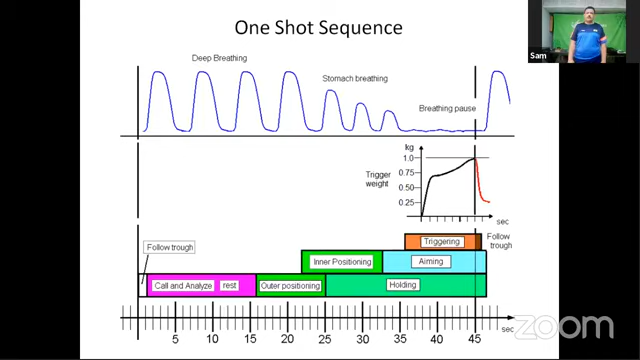 One Shot Sequence
Sam
Deep Breathing
Stomach breathing
Breathing pause
kg
1.0
0.75
0.50
0.25
Trigger
weight
sec
Triggering
Follow
trough
Follow trough
Inner Positioning
Aiming
Call and Analyze
rest
Outer positioning
Holding
5
10
15
20
25
30
35
40
45
sec
zoom